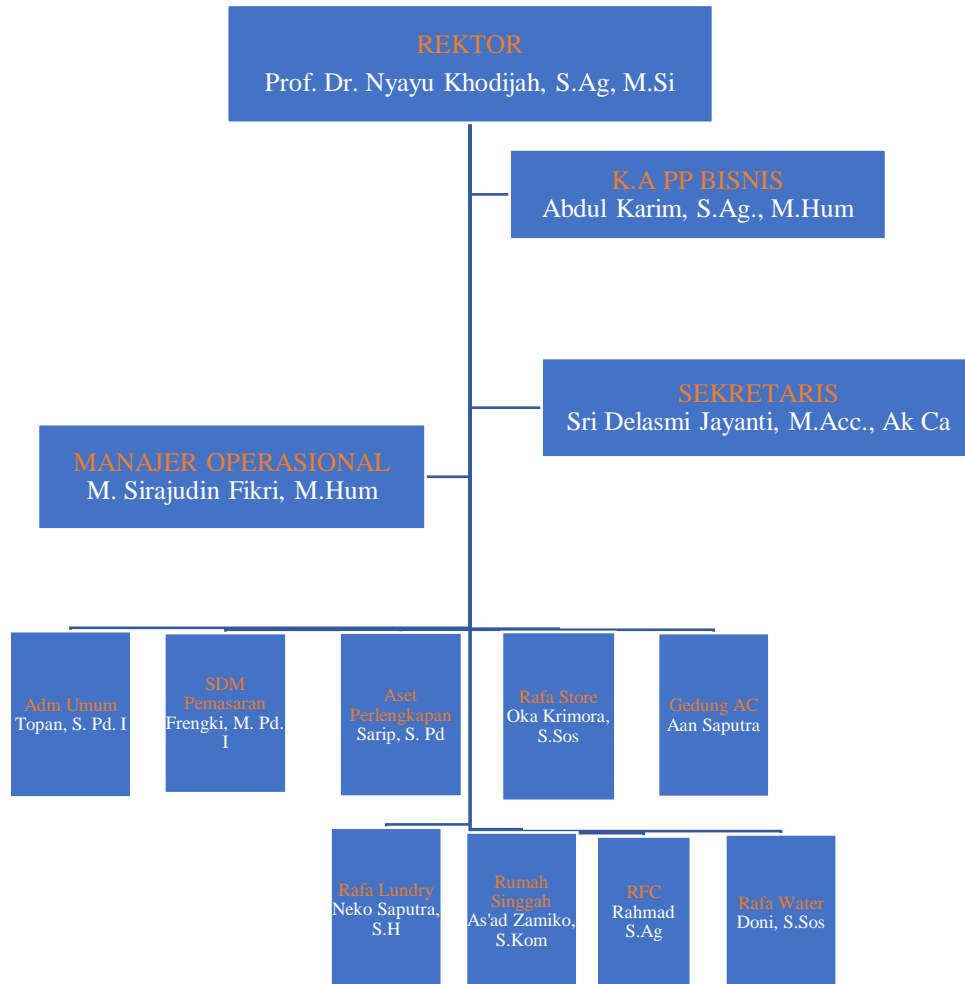 REKTOR
Prof. Dr. Nyayu Khodijah, S.Ag, M.Si
K.A PP BISNIS
Abdul Karim, S.Ag., M.Hum
SEKRETARIS
Sri Delasmi Jayanti, M.Acc., Ak Ca
MANAJER OPERASIONAL
M. Sirajudin Fikri, M.Hum
Adm Umum
Topan, S. Pd. I
SDM
Pemasaran
Frengki, M. Pd.
I
Aset
Perlengkapan
Sarip, S. Pd
Rafa Store
Oka Krimora,
S.Sos
Gedung AC
Aan Saputra
Rafa Lundry
Neko Saputra,
S.H
Rumah
Singgah
As'ad Zamiko,
S.Kom
RFC
Rahmad
S.Ag
Rafa Water
Doni, S.Sos